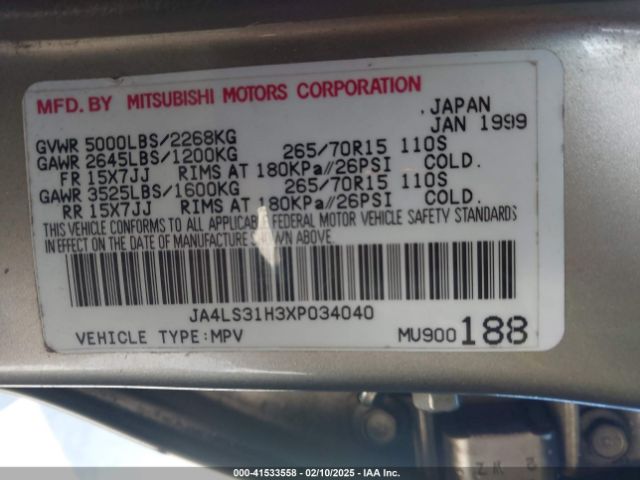 MFD. BY MITSUBISHI MOTORS CORPORATION
, JAPAN
JAN 1999
GVWR 5000LBS/2268KG
GAWR 2645LBS/1200KG 265/70R15 110S
FR 15X7JJ RIMS AT 180KPa//26PSI COLD.
GAWR 3525LBS/1600KG 265/70R15 110S
RR 15X7JJ RIMS AT 180KPa//26PSI COLD.
THIS VEHICLE CONFORMS TO ALL APPLICABLE FEDERAL MOTOR VEHICLE SAFETY STANDARDS
IN EFFECT ON THE DATE OF MANUFACTURE SHOWN ABOVE.
JA4LS31H3XP034040
VEHICLE TYPE:MPV MU900188
000-41533558 - 02/10/2025 - IAA Inc.